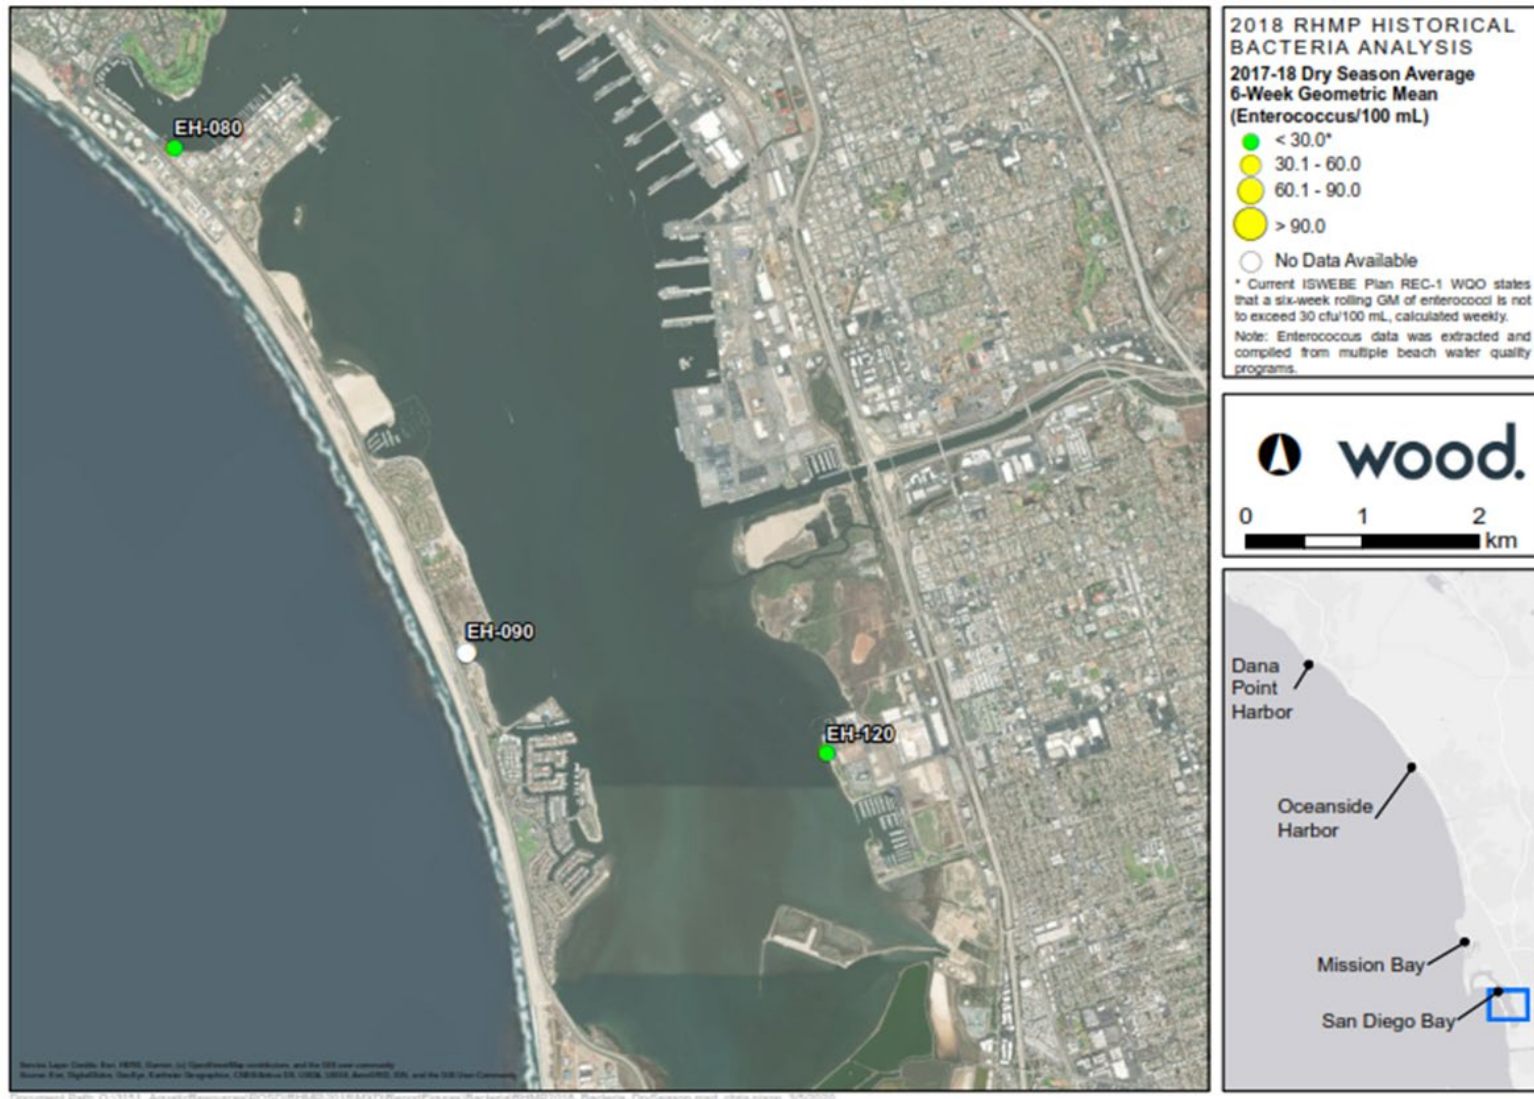 EH-080
EH-090
EH-120
2018 RHMP HISTORICAL
BACTERIA ANALYSIS
2017-18 Dry Season Average
6-Week Geometric Mean
(Enterococcus/100 mL)
< 30.0*
30.1 - 60.0
60.1 - 90.0
> 90.0
No Data Available
* Current ISWEBE Plan REC-1 WQO states
that a six-week rolling GM of enterococci is not
to exceed 30 cfu/100 mL, calculated weekly.
Note: Enterococcus data was extracted and
compiled from multiple beach water quality
programs.
wood.
0 1 2
km
Dana
Point
Harbor
Oceanside
Harbor
Mission Bay
San Diego Bay